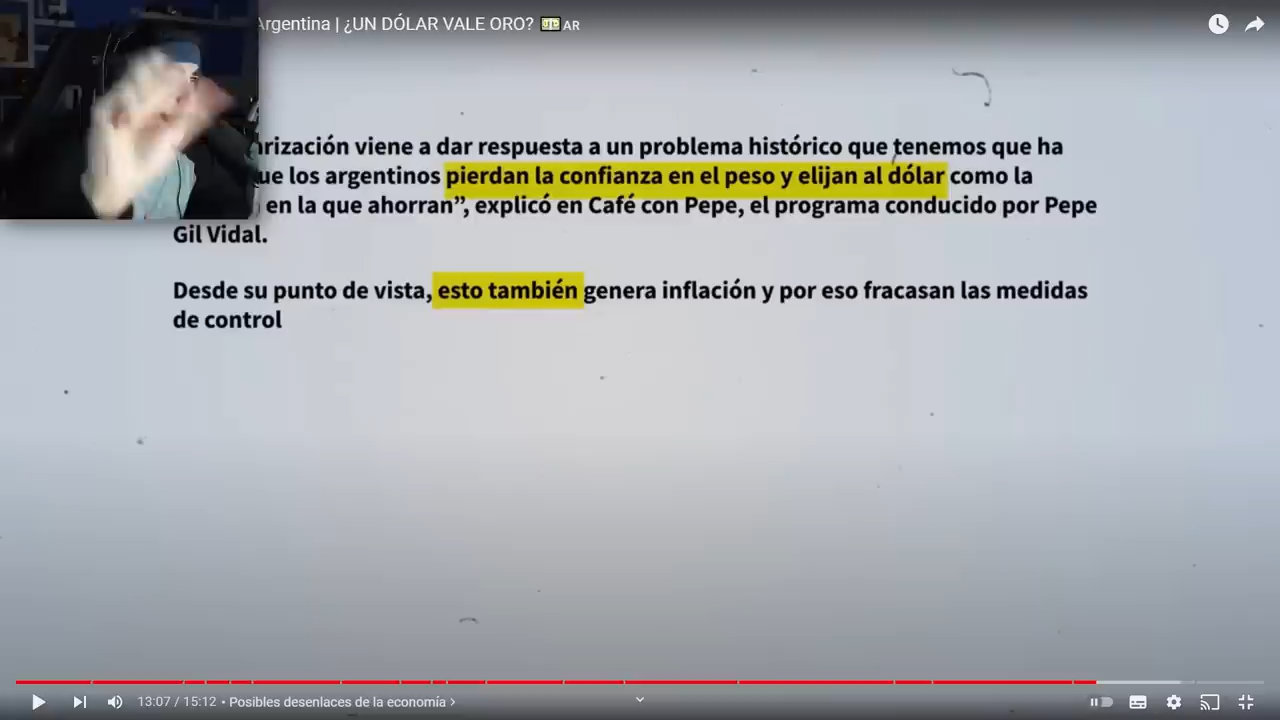 Argentina | ¿UN DÓLAR VALE ORO? AR
viene a dar respuesta a un problema histórico que tenemos que ha
los argentinos pierdan la confianza en el peso y elijan al dólar como la
en la que ahorran”, explicó en Café con Pepe, el programa conducido por Pepe
Gil Vidal.
Desde su punto de vista, esto también genera inflación y por eso fracasan las medidas
de control
13:07 / 15:12 • Posibles desenlaces de la economía